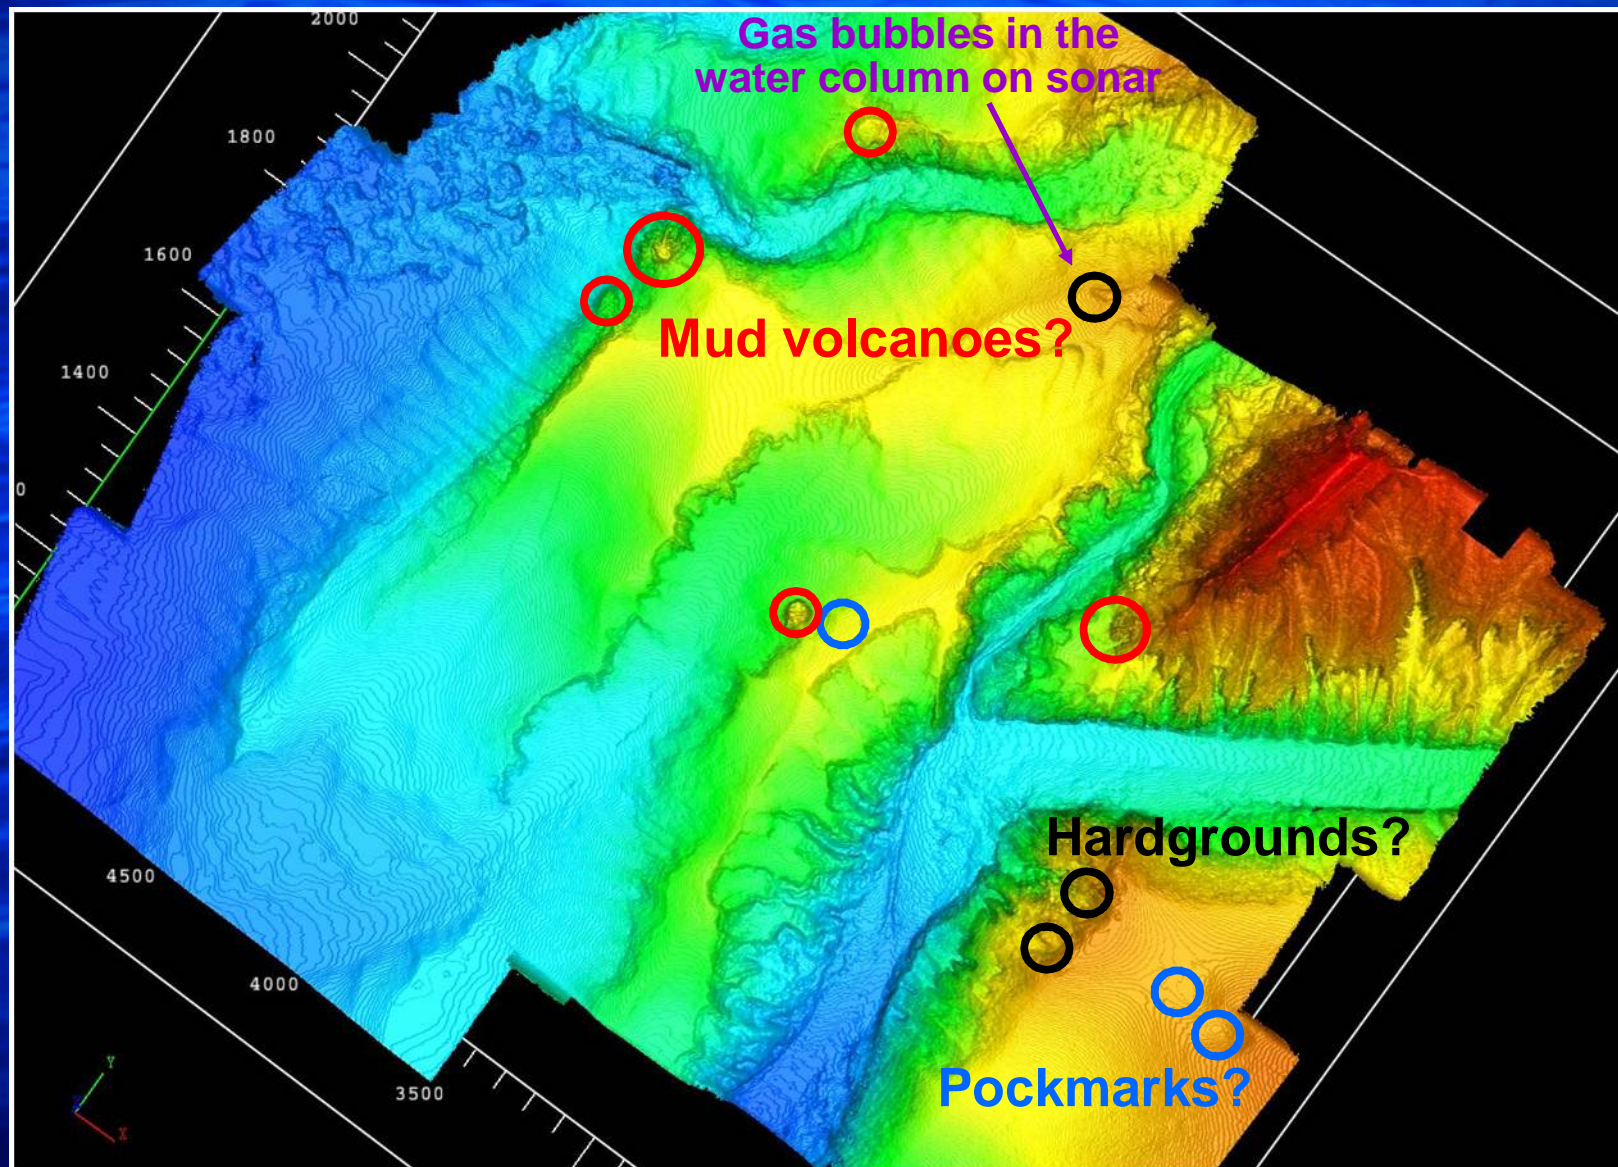 2000
Gas bubbles in the
water column on sonar
1800
1600
Mud volcanoes?
1400
0
Hardgrounds?
4500
4000
Pockmarks?
3500
Y
X